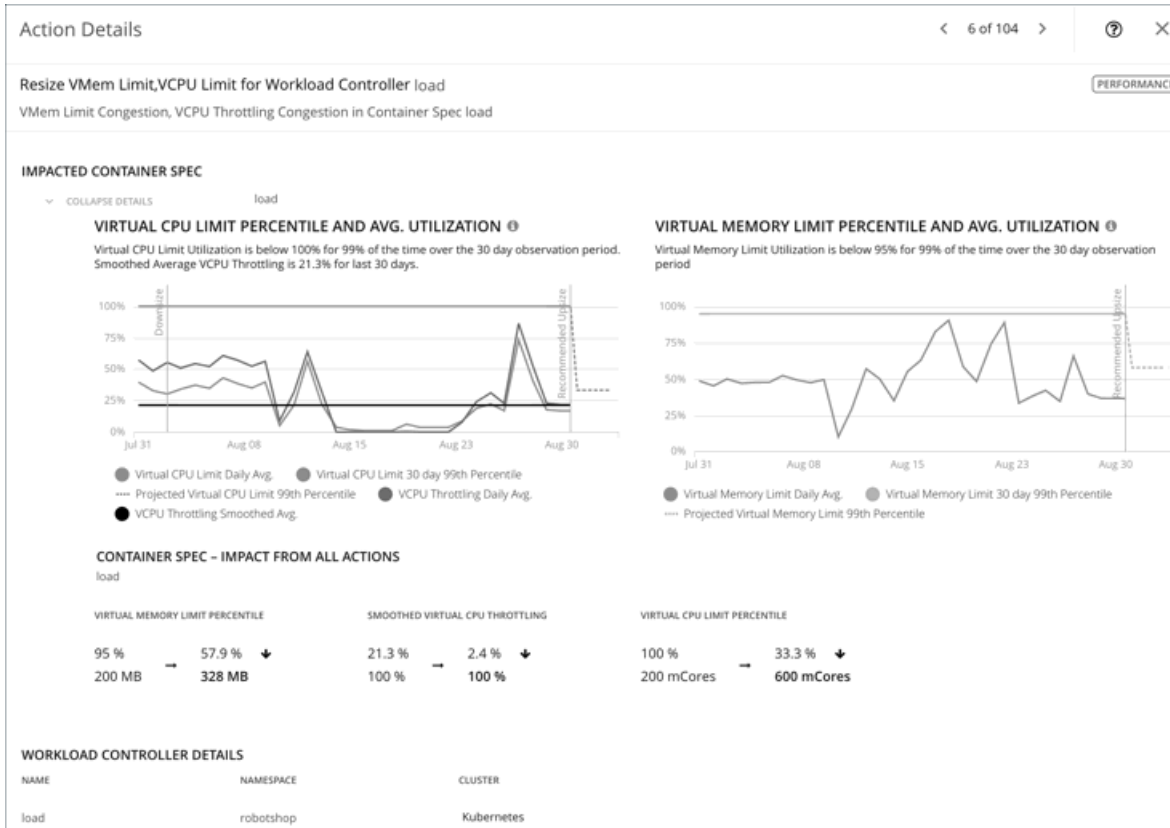 Action Details
6 of 104
Resize VMem Limit,VCPU Limit for Workload Controller load
PERFORMANCE
VMem Limit Congestion, VCPU Throttling Congestion in Container Spec load
IMPACTED CONTAINER SPEC
COLLAPSE DETAILS
load
VIRTUAL CPU LIMIT PERCENTILE AND AVG. UTILIZATION
Virtual CPU Limit Utilization is below 100% for 99% of the time over the 30 day observation period.
Smoothed Average VCPU Throttling is 21.3% for last 30 days.
100%
75%
50%
25%
0%
Downsize
Recommended Upsize
Jul 31 Aug 08 Aug 15 Aug 23 Aug 30
Virtual CPU Limit Daily Avg. Virtual CPU Limit 30 day 99th Percentile
Projected Virtual CPU Limit 99th Percentile VCPU Throttling Daily Avg.
VCPU Throttling Smoothed Avg.
VIRTUAL MEMORY LIMIT PERCENTILE AND AVG. UTILIZATION
Virtual Memory Limit Utilization is below 95% for 99% of the time over the 30 day observation
period
100%
75%
50%
25%
0%
Recommended Upsize
Jul 31 Aug 08 Aug 15 Aug 23 Aug 30
Virtual Memory Limit Daily Avg. Virtual Memory Limit 30 day 99th Percentile
Projected Virtual Memory Limit 99th Percentile
CONTAINER SPEC – IMPACT FROM ALL ACTIONS
load
VIRTUAL MEMORY LIMIT PERCENTILE
95 % → 57.9 % ↓
200 MB 328 MB
SMOOTHED VIRTUAL CPU THROTTLING
21.3 % → 2.4 % ↓
100 % 100 %
VIRTUAL CPU LIMIT PERCENTILE
100 % → 33.3 % ↓
200 mCores 600 mCores
WORKLOAD CONTROLLER DETAILS
NAME NAMESPACE CLUSTER
load robotshop Kubernetes